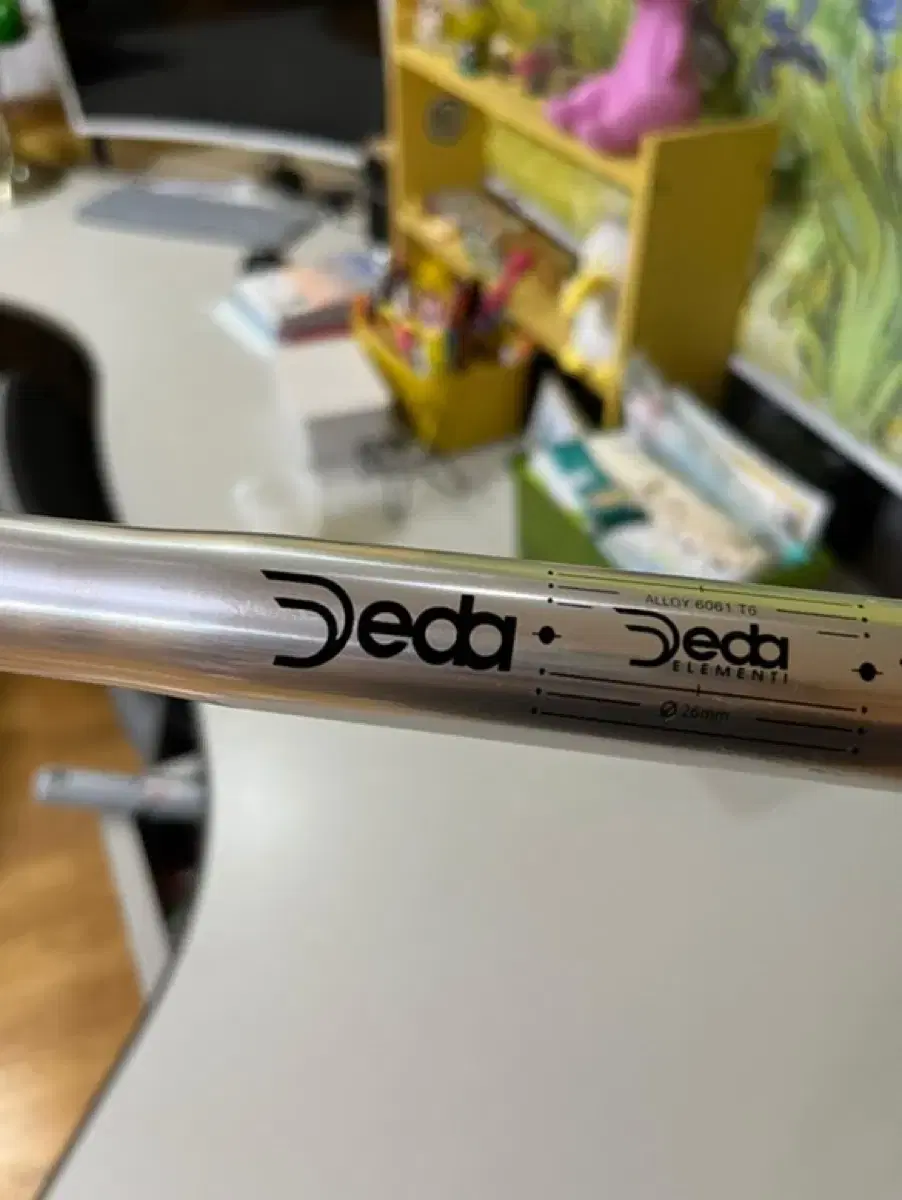 Deda
ALLOY 6061 T6
Deda
ELEMENTI
Ø 26mm